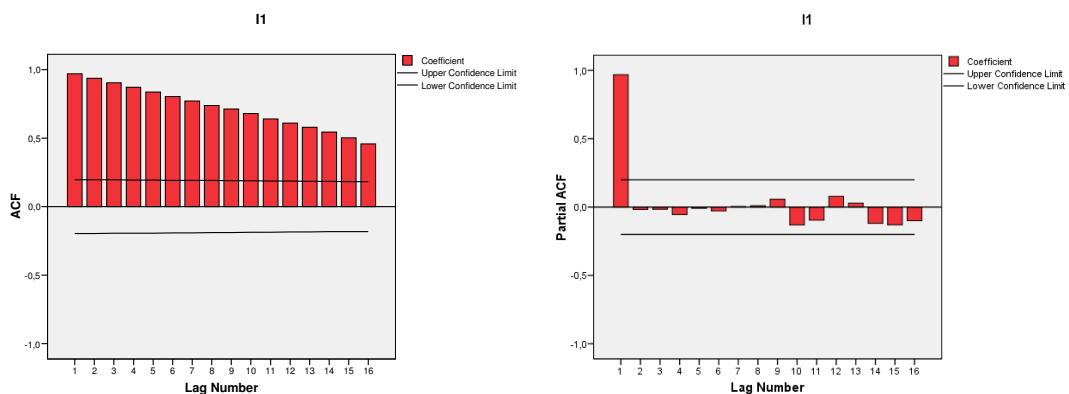 I1
Coefficient
Upper Confidence Limit
Lower Confidence Limit
1,0
0,5
0,0
-0,5
-1,0
ACF
1 2 3 4 5 6 7 8 9 10 11 12 13 14 15 16
Lag Number
I1
Coefficient
Upper Confidence Limit
Lower Confidence Limit
1,0
0,5
0,0
-0,5
-1,0
Partial ACF
1 2 3 4 5 6 7 8 9 10 11 12 13 14 15 16
Lag Number